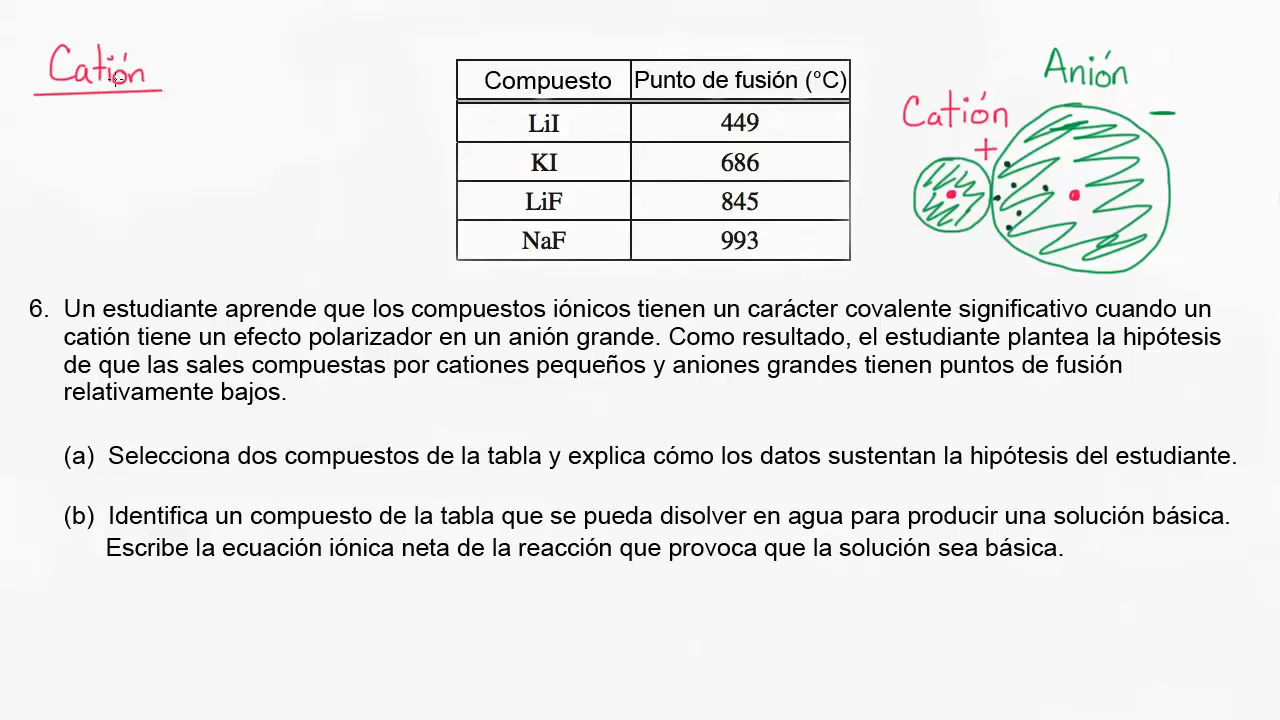 Catión
Anión
Catión
−
+
Compuesto Punto de fusión (°C)
LiI 449
KI 686
LiF 845
NaF 993
6. Un estudiante aprende que los compuestos iónicos tienen un carácter covalente significativo cuando un
catión tiene un efecto polarizador en un anión grande. Como resultado, el estudiante plantea la hipótesis
de que las sales compuestas por cationes pequeños y aniones grandes tienen puntos de fusión
relativamente bajos.
(a) Selecciona dos compuestos de la tabla y explica cómo los datos sustentan la hipótesis del estudiante.
(b) Identifica un compuesto de la tabla que se pueda disolver en agua para producir una solución básica.
Escribe la ecuación iónica neta de la reacción que provoca que la solución sea básica.